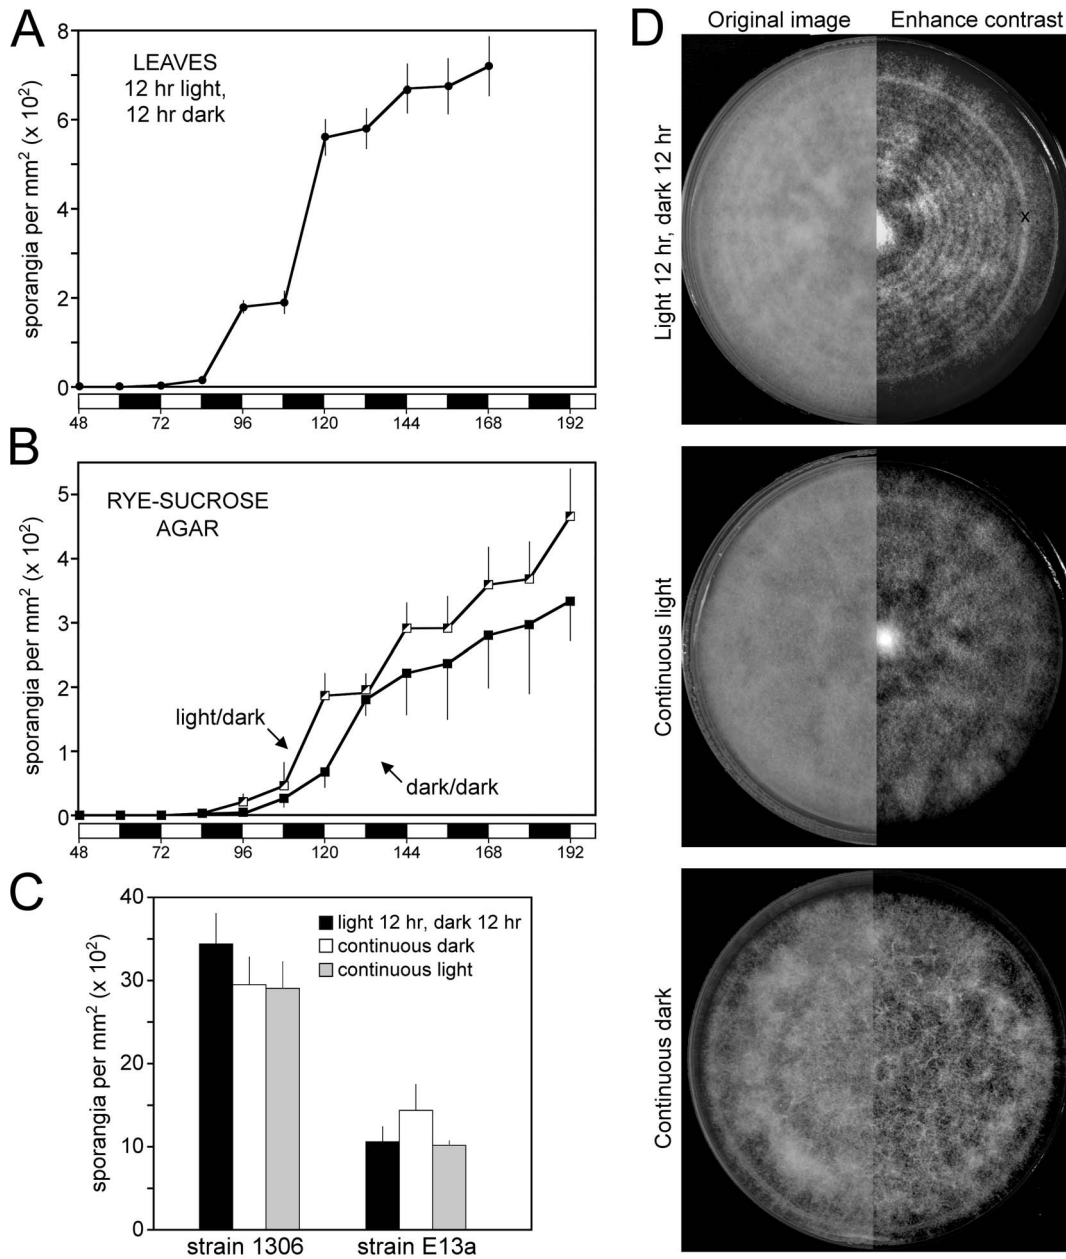 A
8
6
4
2
0
sporangia per mm² (x 10²)
LEAVES
12 hr light,
12 hr dark
48 72 96 120 144 168 192
B
5
4
3
2
1
0
sporangia per mm² (x 10²)
RYE-SUCROSE
AGAR
light/dark
dark/dark
48 72 96 120 144 168 192
C
40
30
20
10
0
sporangia per mm² (x 10²)
light 12 hr, dark 12 hr
continuous dark
continuous light
strain 1306 strain E13a
D
Original image Enhance contrast
Light 12 hr, dark 12 hr
x
Continuous light
Continuous dark